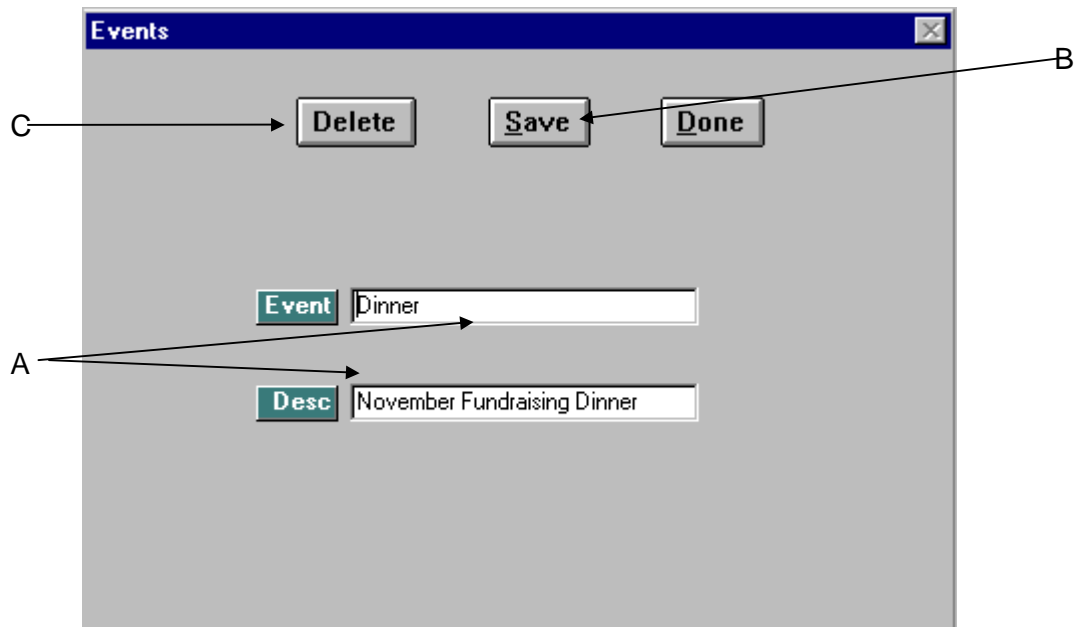 Events
B
C
Delete Save Done
Event Dinner
A
Desc November Fundraising Dinner